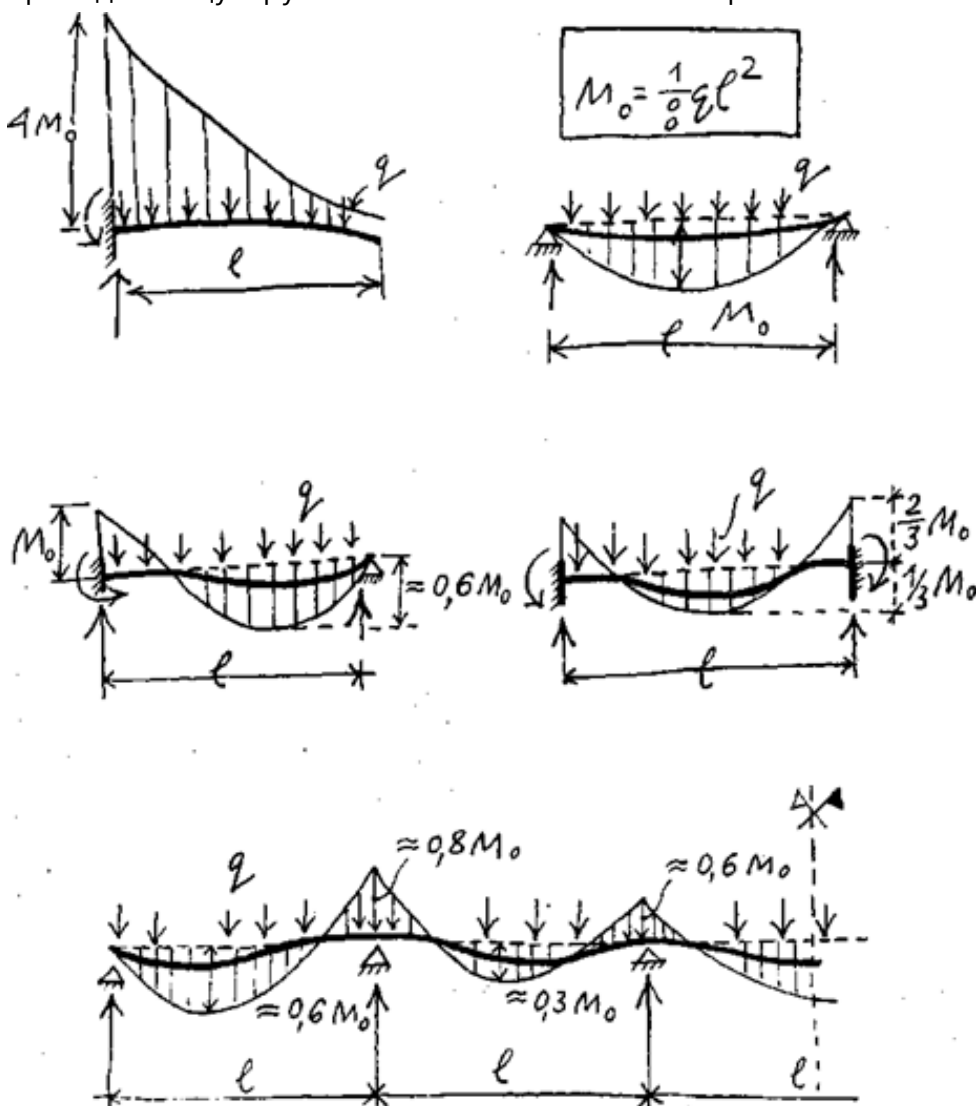 4M₀
q
ℓ
M₀ = 1/8 qℓ²
q
M₀
ℓ
M₀
q
≈ 0,6 M₀
ℓ
q
2/3 M₀
1/3 M₀
ℓ
q
≈ 0,8 M₀
≈ 0,6 M₀
≈ 0,6 M₀
≈ 0,3 M₀
ℓ
ℓ
ℓ